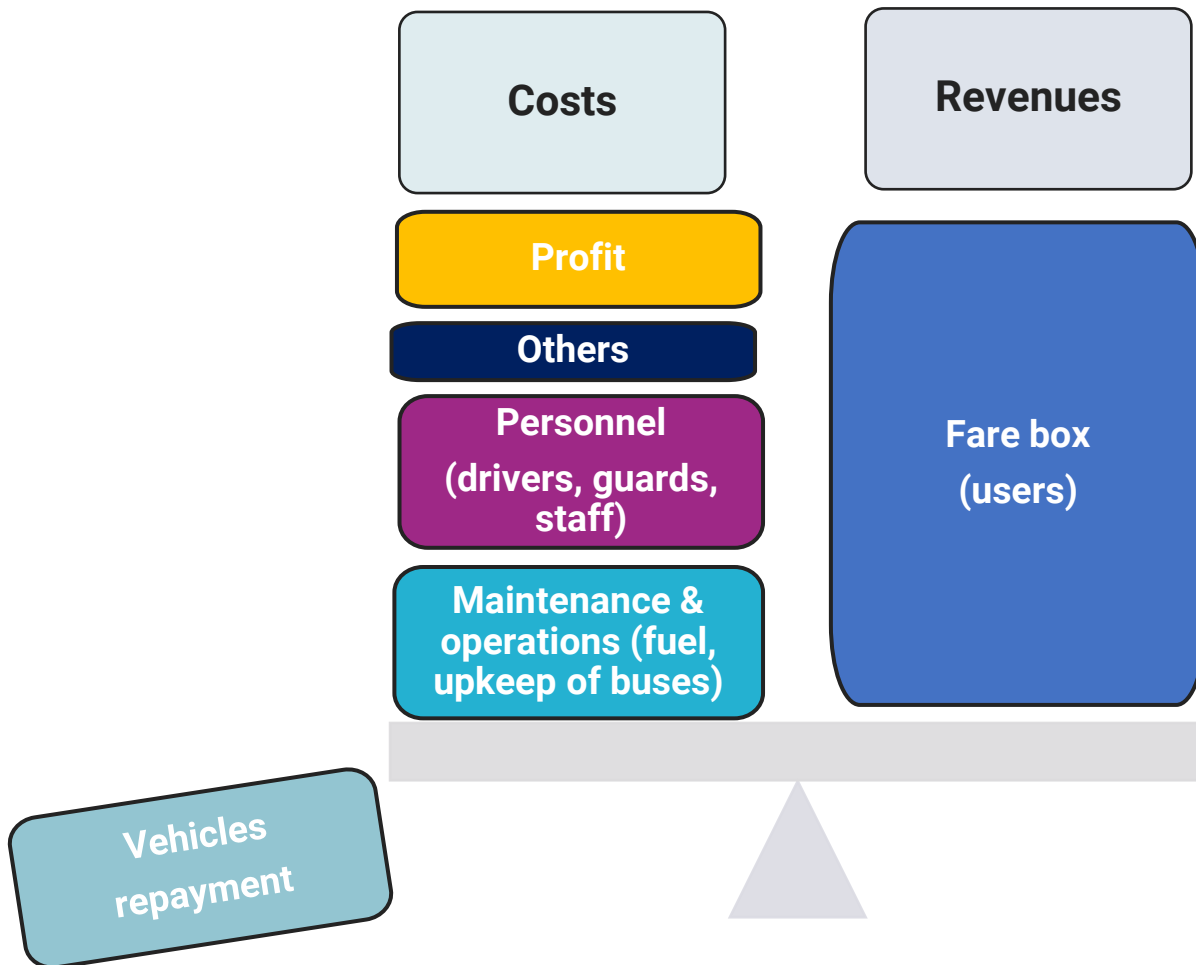 Costs
Revenues
Profit
Others
Personnel
(drivers, guards,
staff)
Maintenance &
operations (fuel,
upkeep of buses)
Fare box
(users)
Vehicles
repayment